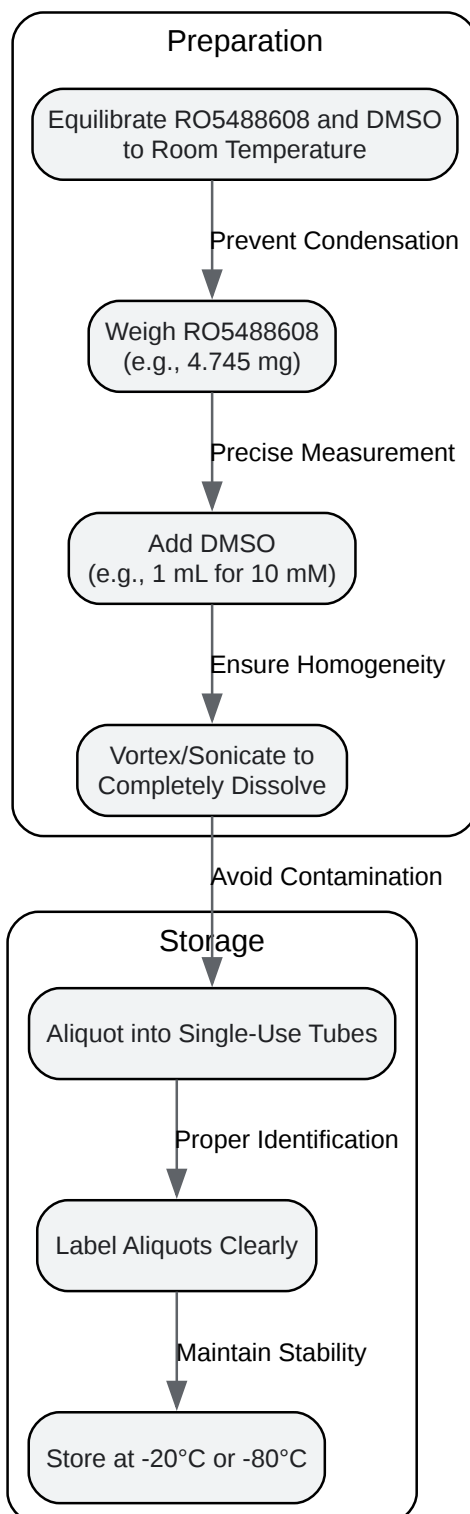 Preparation
Equilibrate RO5488608 and DMSO
to Room Temperature
Prevent Condensation
Weigh RO5488608
(e.g., 4.745 mg)
Precise Measurement
Add DMSO
(e.g., 1 mL for 10 mM)
Ensure Homogeneity
Vortex/Sonicate to
Completely Dissolve
Avoid Contamination
Storage
Aliquot into Single-Use Tubes
Proper Identification
Label Aliquots Clearly
Maintain Stability
Store at -20°C or -80°C